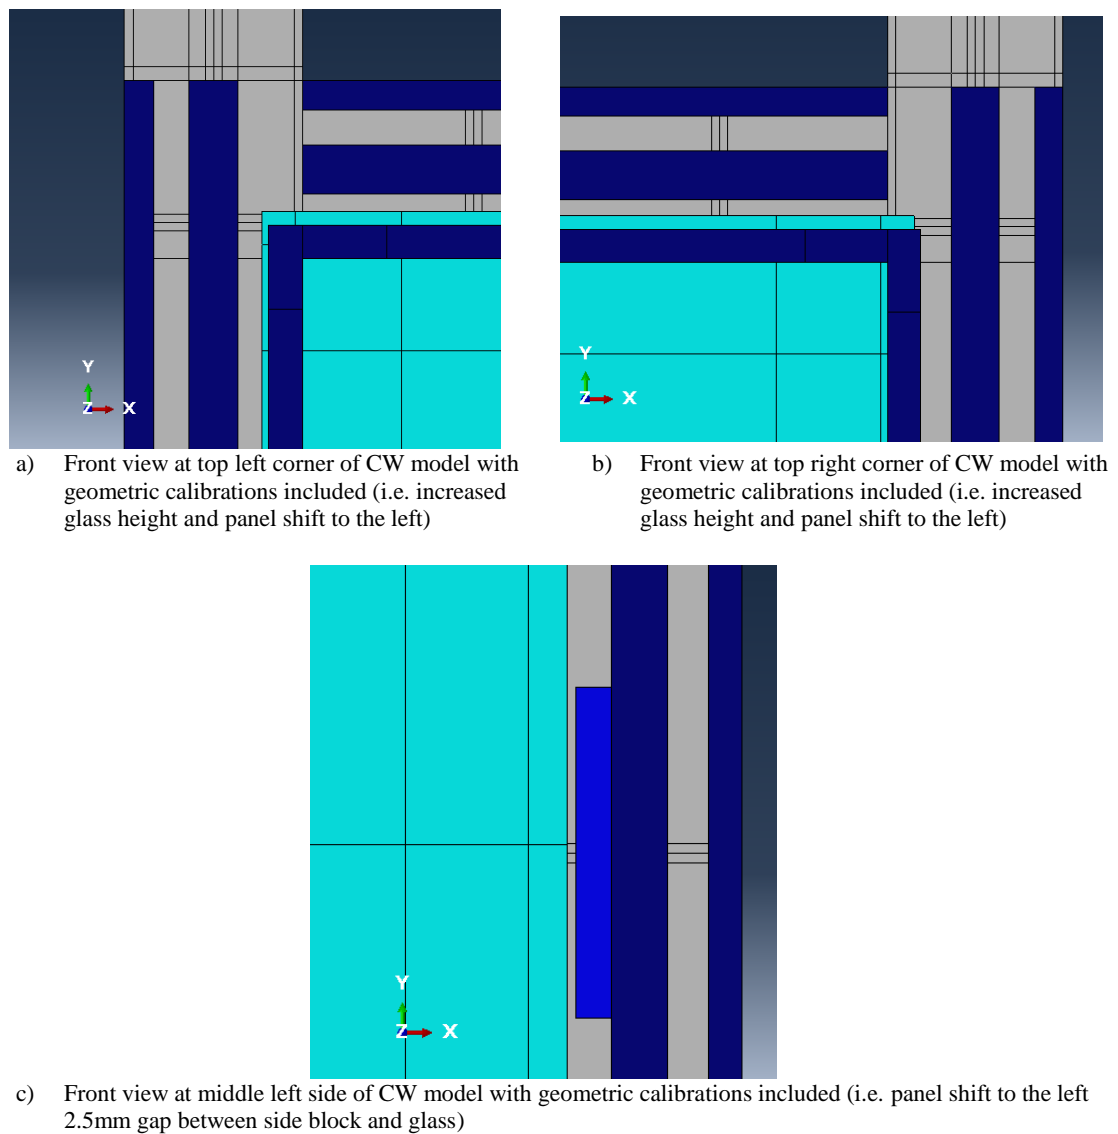 Y
Z X
Y
Z X
a) Front view at top left corner of CW model with
geometric calibrations included (i.e. increased
glass height and panel shift to the left)
b) Front view at top right corner of CW model with
geometric calibrations included (i.e. increased
glass height and panel shift to the left)
Y
Z X
c) Front view at middle left side of CW model with geometric calibrations included (i.e. panel shift to the left
2.5mm gap between side block and glass)